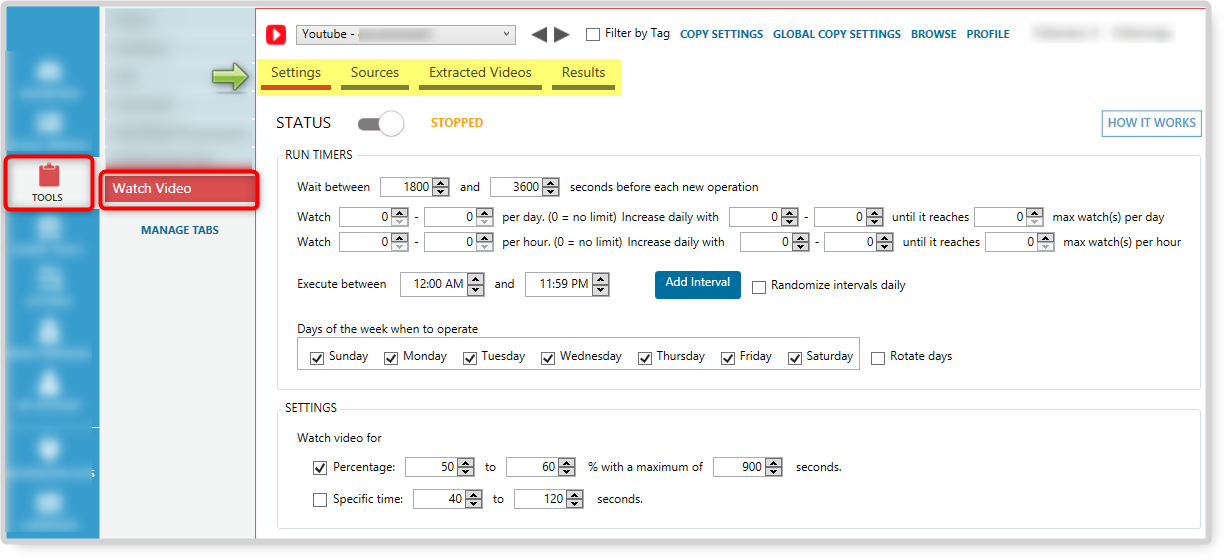 Youtube -
Filter by Tag
COPY SETTINGS
GLOBAL COPY SETTINGS
BROWSE
PROFILE
Settings
Sources
Extracted Videos
Results
STATUS
STOPPED
HOW IT WORKS
TOOLS
Watch Video
MANAGE TABS
RUN TIMERS
Wait between 1800 and 3600 seconds before each new operation
Watch 0 - 0 per day. (0 = no limit) Increase daily with 0 - 0 until it reaches 0 max watch(s) per day
Watch 0 - 0 per hour. (0 = no limit) Increase daily with 0 - 0 until it reaches 0 max watch(s) per hour
Execute between 12:00 AM and 11:59 PM Add Interval Randomize intervals daily
Days of the week when to operate
Sunday Monday Tuesday Wednesday Thursday Friday Saturday Rotate days
SETTINGS
Watch video for
Percentage: 50 to 60 % with a maximum of 900 seconds.
Specific time: 40 to 120 seconds.